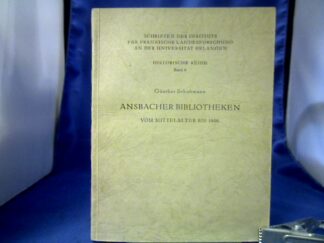 SCHRIFTEN DES INSTITUTS
FÜR FRÄNKISCHE LANDESFORSCHUNG
AN DER UNIVERSITÄT ERLANGEN
HISTORISCHE REIHE
Band 8
Günther Schuhmann
ANSBACHER BIBLIOTHEKEN
VOM MITTELALTER BIS 1806